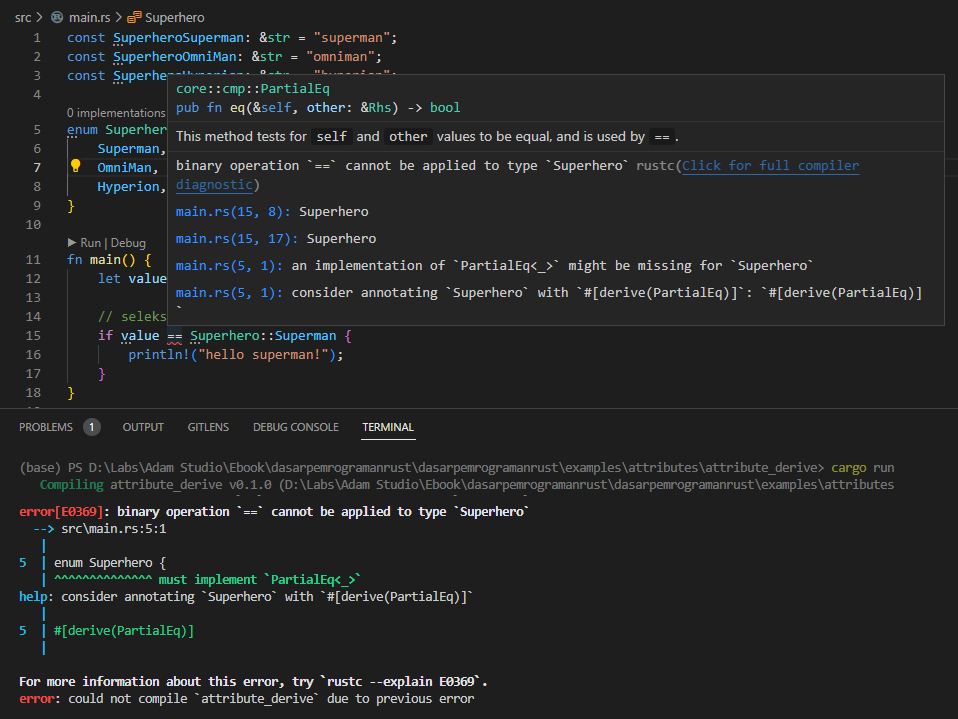 src > main.rs > Superhero
1 const SuperheroSuperman: &str = "superman";
2 const SuperheroOmniMan: &str = "omniman";
3 const
4
0 implementations
5 enum Superher
6 Superman,
7 OmniMan,
8 Hyperion,
9 }
10
Run | Debug
11 fn main() {
12 let value
13
14 // seleks
15 if value == Superhero::Superman {
16 println!("hello superman!");
17 }
18 }
core::cmp::PartialEq
pub fn eq(&self, other: &Rhs) -> bool
This method tests for self and other values to be equal, and is used by ==.
binary operation `==` cannot be applied to type `Superhero` rustc(Click for full compiler
diagnostic)
main.rs(15, 8): Superhero
main.rs(15, 17): Superhero
main.rs(5, 1): an implementation of `PartialEq<_>` might be missing for `Superhero`
main.rs(5, 1): consider annotating `Superhero` with `#[derive(PartialEq)]`: `#[derive(PartialEq)]
`
PROBLEMS 1 OUTPUT GITLENS DEBUG CONSOLE TERMINAL
(base) PS D:\Labs\Adam Studio\Ebook\dasarpemrogramanrust\dasarpemrogramanrust\examples\attributes\attribute_derive> cargo run
Compiling attribute_derive v0.1.0 (D:\Labs\Adam Studio\Ebook\dasarpemrogramanrust\dasarpemrogramanrust\examples\attributes
error[E0369]: binary operation `==` cannot be applied to type `Superhero`
--> src\main.rs:5:1
|
5 | enum Superhero {
| ^^^^^^^^^^^^^^ must implement `PartialEq<_>`
help: consider annotating `Superhero` with `#[derive(PartialEq)]`
|
5 | #[derive(PartialEq)]
|
For more information about this error, try `rustc --explain E0369`.
error: could not compile `attribute_derive` due to previous error